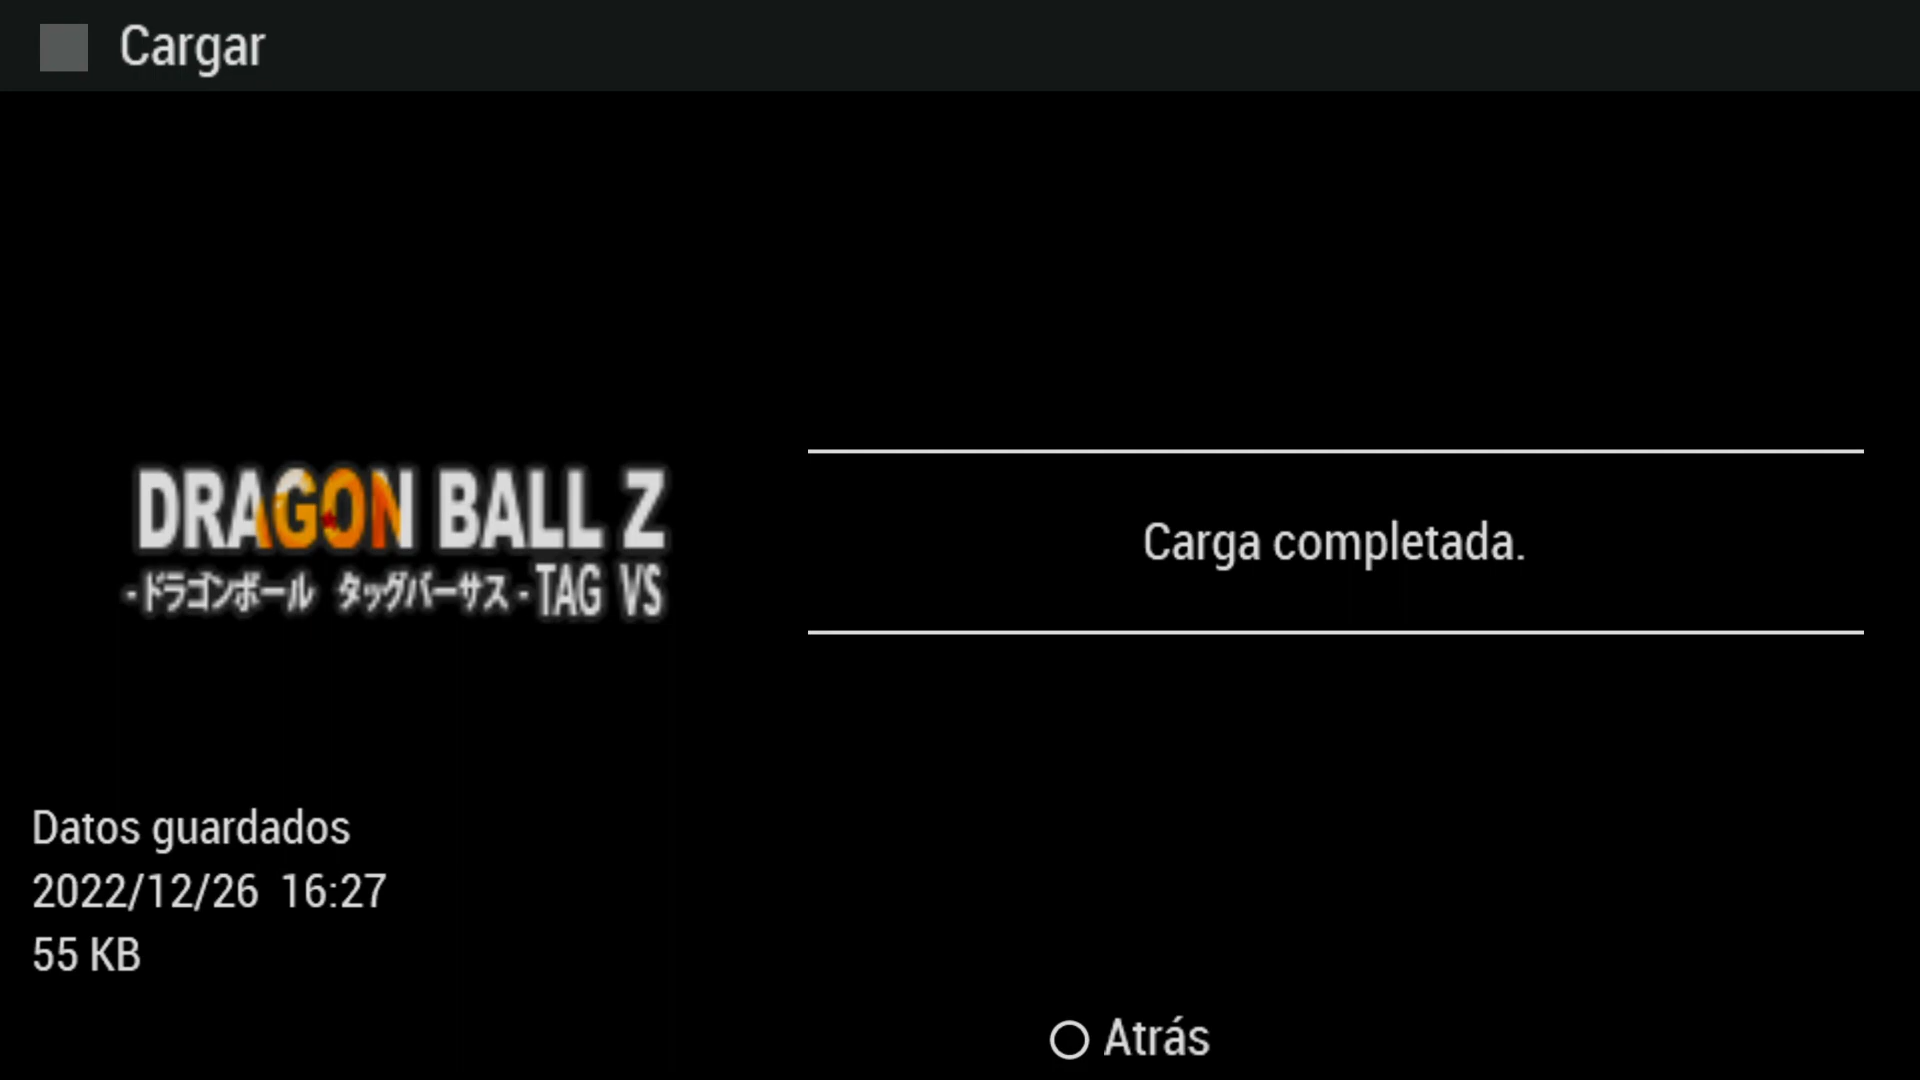 Cargar
DRAGON BALL Z
-ドラゴンボール タッグバーサス- TAG VS
Carga completada.
Datos guardados
2022/12/26 16:27
55 KB
Atrás